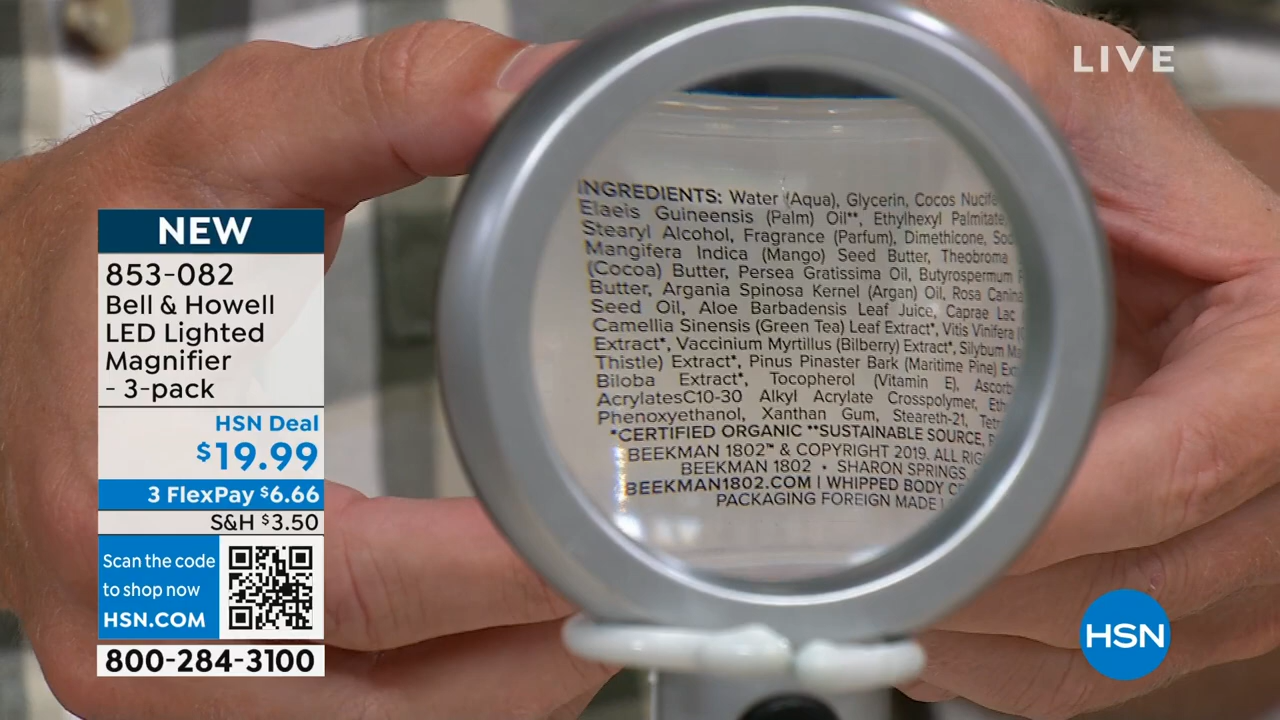 LIVE
NEW
853-082
Bell & Howell
LED Lighted
Magnifier
- 3-pack
HSN Deal
$19.99
3 FlexPay $6.66
S&H $3.50
Scan the code
to shop now
HSN.COM
800-284-3100
INGREDIENTS: Water (Aqua), Glycerin, Cocos
Elaeis Guineensis (Palm) Oil**, Ethylhexyl Palmitate,
Stearyl Alcohol, Fragrance (Parfum), Dimethicone,
Mangifera Indica (Mango) Seed Butter, Theobroma
(Cocoa) Butter, Persea Gratissima Oil, Butyrospermum
Butter, Argania Spinosa Kernel (Argan) Oil, Rosa Canina
Seed Oil, Aloe Barbadensis Leaf Juice, Caprae Lac
Camellia Sinensis (Green Tea) Leaf Extract*, Vitis Vinifera
Extract*, Vaccinium Myrtillus (Bilberry) Extract*, Silybum
Thistle) Extract*, Pinus Pinaster Bark (Maritime Pine)
Biloba Extract*, Tocopherol (Vitamin E),
AcrylatesC10-30 Alkyl Acrylate Crosspolymer,
Phenoxyethanol, Xanthan Gum, Steareth-21,
*CERTIFIED ORGANIC **SUSTAINABLE SOURCE,
BEEKMAN 1802™ & COPYRIGHT 2019. ALL
BEEKMAN 1802 • SHARON SPRINGS
BEEKMAN1802.COM | WHIPPED BODY
PACKAGING FOREIGN MADE
HSN